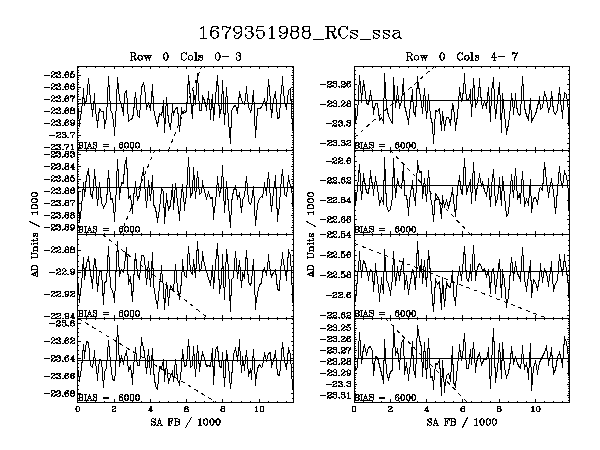 1679351988_RCs_ssa
Row 0 Cols 0- 3
Row 0 Cols 4- 7
-23.65
-23.66
-23.67
-23.68
-23.69
-23.7
-23.71
BIAS = 6000
-23.83
-23.84
-23.85
-23.86
-23.87
-23.88
-23.89
BIAS = 6000
-22.88
-22.9
-22.92
-22.94
BIAS = 6000
-23.6
-23.62
-23.64
-23.66
-23.68
BIAS = 6000
-23.26
-23.28
-23.3
-23.32
BIAS = 6000
-22.6
-22.62
-22.64
-22.66
BIAS = 6000
-22.54
-22.56
-22.58
-22.6
-22.62
BIAS = 6000
-23.25
-23.26
-23.27
-23.28
-23.29
-23.3
-23.31
BIAS = 6000
AD Units / 1000
AD Units / 1000
0 2 4 6 8 10
0 2 4 6 8 10
SA FB / 1000
SA FB / 1000